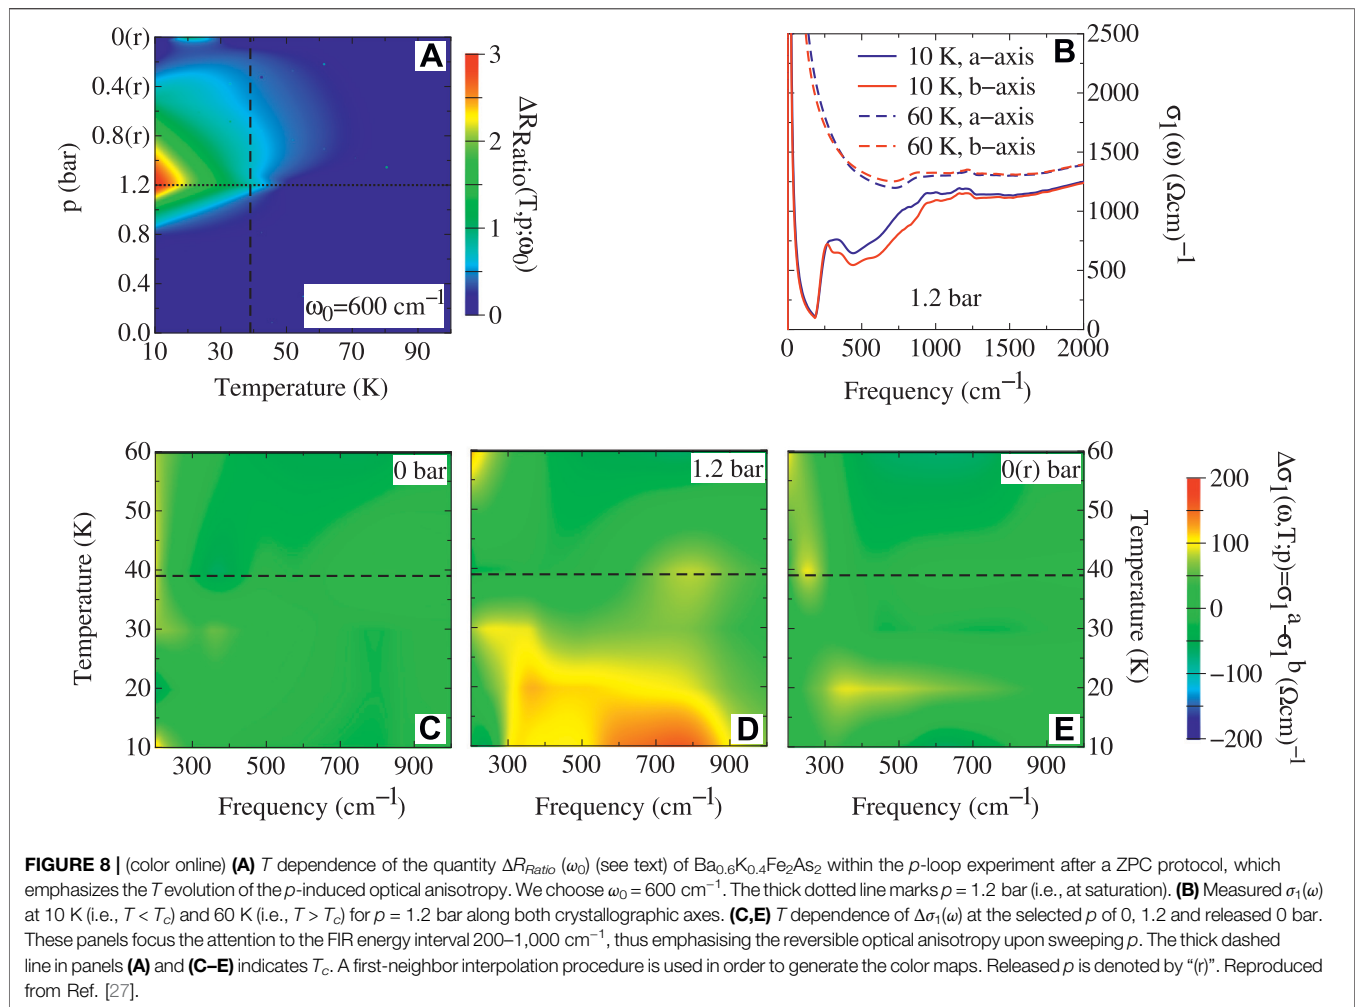 0(r)
0.4(r)
0.8(r)
1.2
0.8
0.4
0.0
p (bar)
A
ω0=600 cm−1
10 30 50 70 90
Temperature (K)
3
2
1
0
ΔRRatio(T,p;ω0)
B
10 K, a−axis
10 K, b−axis
60 K, a−axis
60 K, b−axis
1.2 bar
2500
2000
1500
1000
500
0
σ1(ω) (Ωcm)−1
0 500 1000 1500 2000
Frequency (cm−1)
60
50
40
30
20
10
Temperature (K)
0 bar
C
300 500 700 900
Frequency (cm−1)
1.2 bar
D
300 500 700 900
Frequency (cm−1)
0(r) bar
E
300 500 700 900
Frequency (cm−1)
60
50
40
30
20
10
Temperature (K)
200
100
0
−100
−200
Δσ1(ω,T;p)=σ1a-σ1b(Ωcm)−1
FIGURE 8 | (color online) (A) T dependence of the quantity ΔRRatio (ω0) (see text) of Ba0.6K0.4Fe2As2 within the p-loop experiment after a ZPC protocol, which
emphasizes the T evolution of the p-induced optical anisotropy. We choose ω0 = 600 cm−1. The thick dotted line marks p = 1.2 bar (i.e., at saturation). (B) Measured σ1(ω)
at 10 K (i.e., T < Tc) and 60 K (i.e., T > Tc) for p = 1.2 bar along both crystallographic axes. (C,E) T dependence of Δσ1(ω) at the selected p of 0, 1.2 and released 0 bar.
These panels focus the attention to the FIR energy interval 200–1,000 cm−1, thus emphasising the reversible optical anisotropy upon sweeping p. The thick dashed
line in panels (A) and (C–E) indicates Tc. A first-neighbor interpolation procedure is used in order to generate the color maps. Released p is denoted by “(r)”. Reproduced
from Ref. [27].